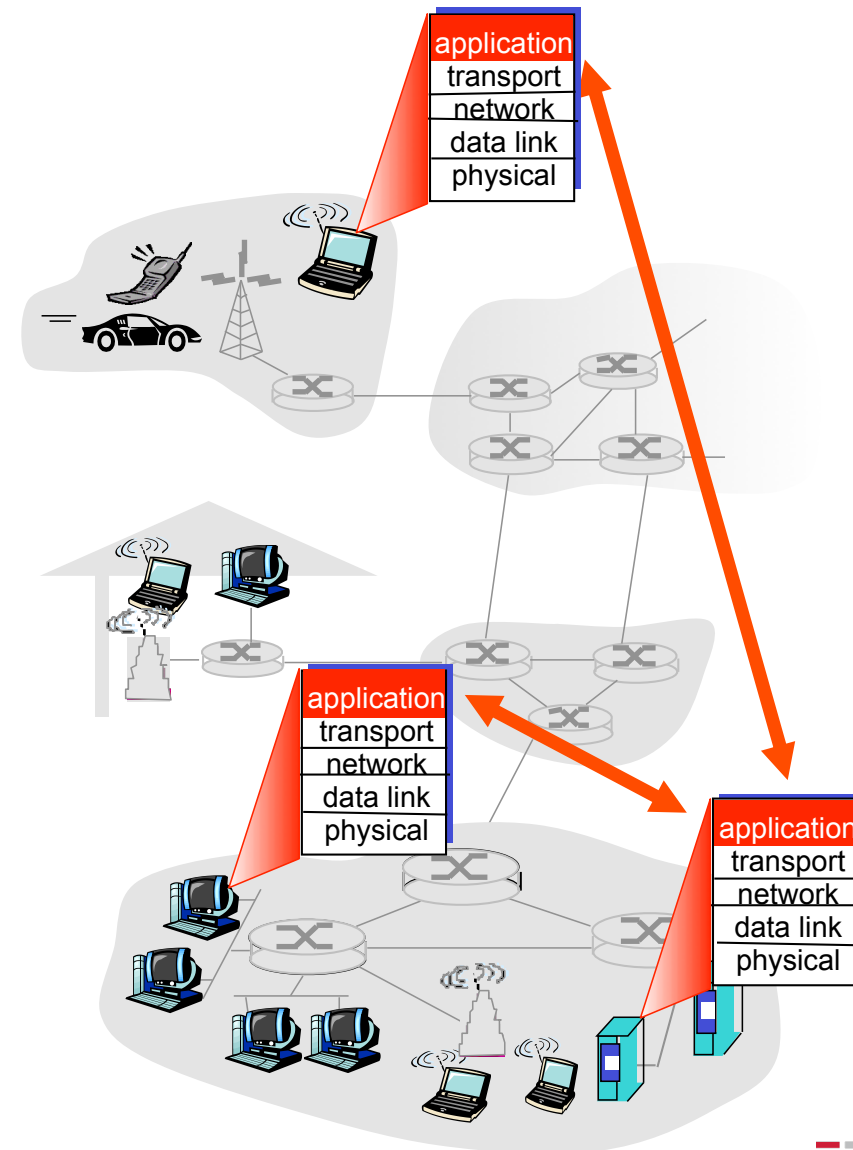 application
transport
network
data link
physical
application
transport
network
data link
physical
application
transport
network
data link
physical